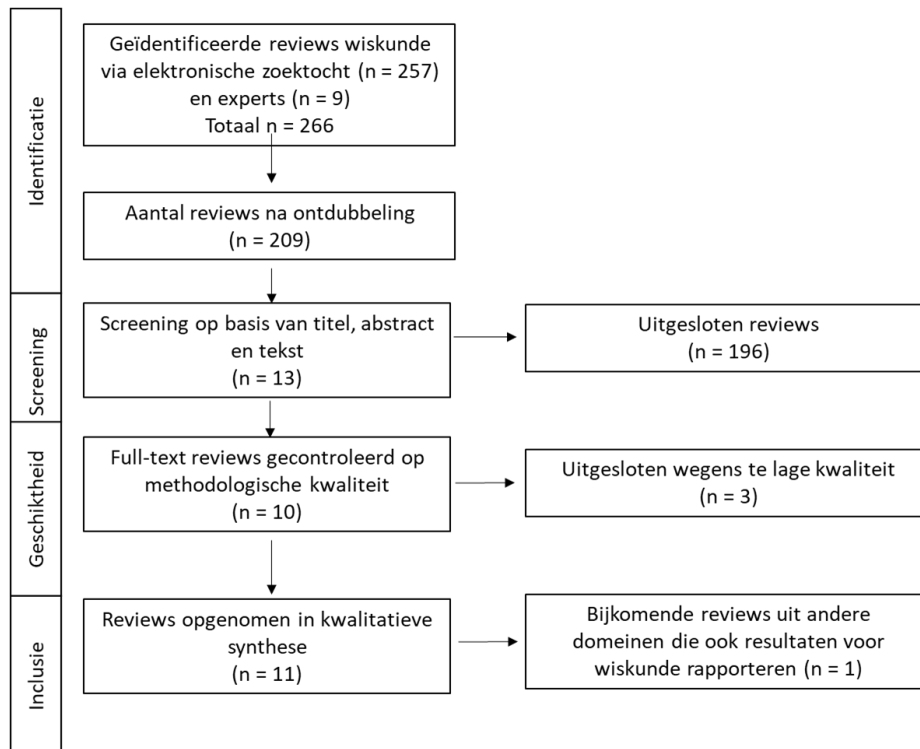 Identificatie
Geïdentificeerde reviews wiskunde
via elektronische zoektocht (n = 257)
en experts (n = 9)
Totaal n = 266
Aantal reviews na ontdubbeling
(n = 209)
Screening
Screening op basis van titel, abstract
en tekst
(n = 13)
Uitgesloten reviews
(n = 196)
Geschiktheid
Full-text reviews gecontroleerd op
methodologische kwaliteit
(n = 10)
Uitgesloten wegens te lage kwaliteit
(n = 3)
Inclusie
Reviews opgenomen in kwalitatieve
synthese
(n = 11)
Bijkomende reviews uit andere
domeinen die ook resultaten voor
wiskunde rapporteren (n = 1)